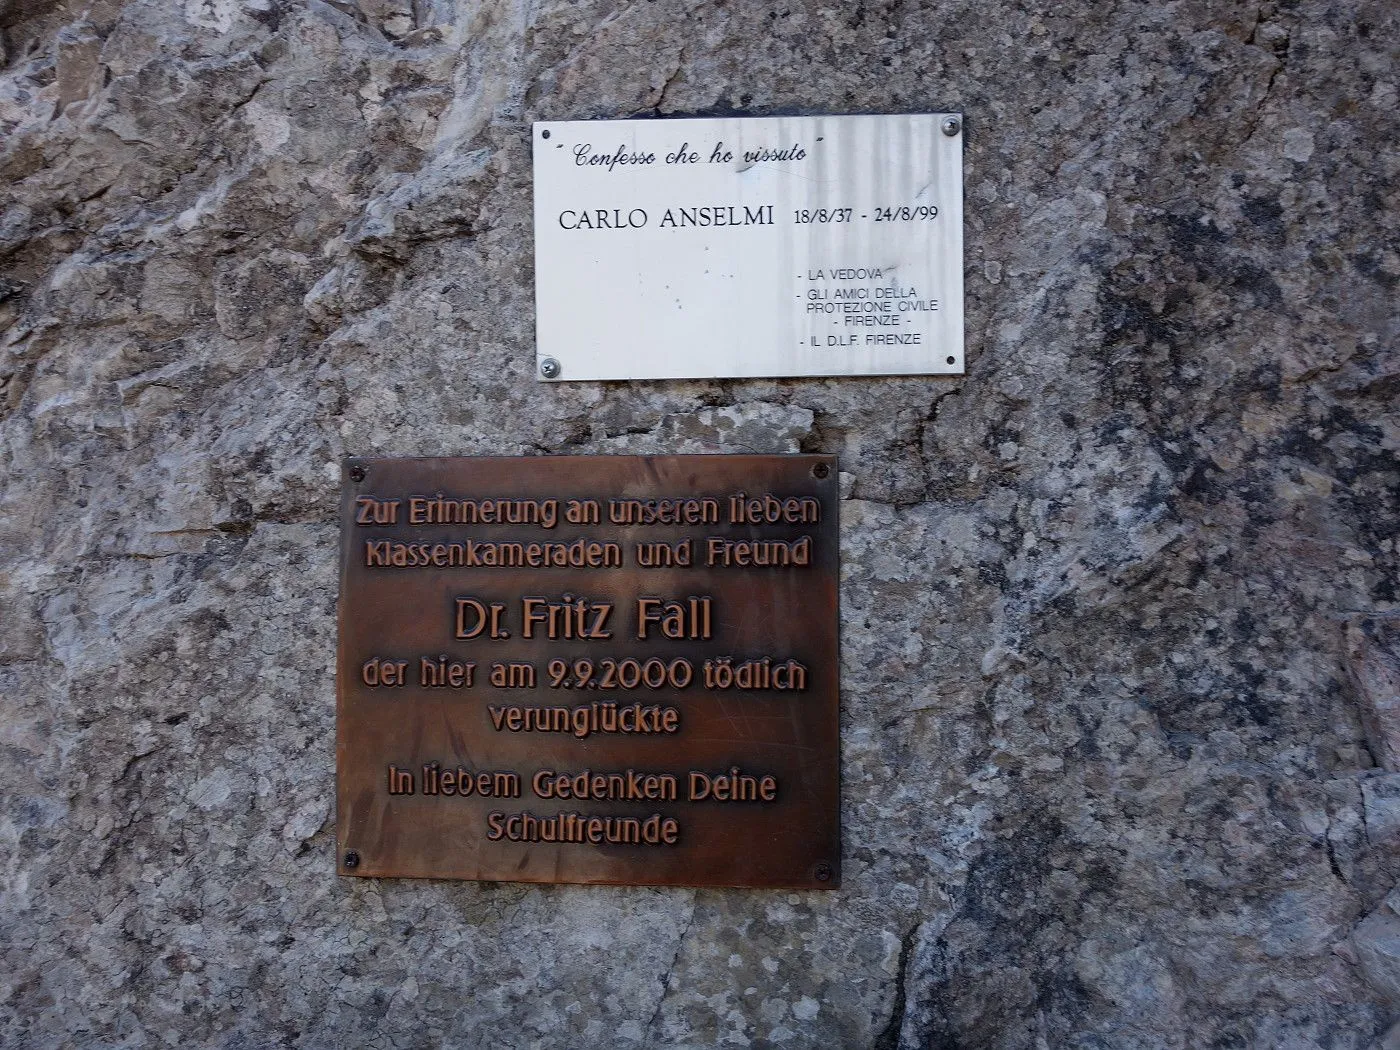 "Confesso che ho vissuto"
CARLO ANSELMI 18/8/37 - 24/8/99
- LA VEDOVA
- GLI AMICI DELLA
PROTEZIONE CIVILE
- FIRENZE -
- IL D.L.F. FIRENZE
Zur Erinnerung an unseren lieben
Klassenkameraden und Freund
Dr. Fritz Fall
der hier am 9.9.2000 tödlich
verunglückte
In liebem Gedenken Deine
Schulfreunde